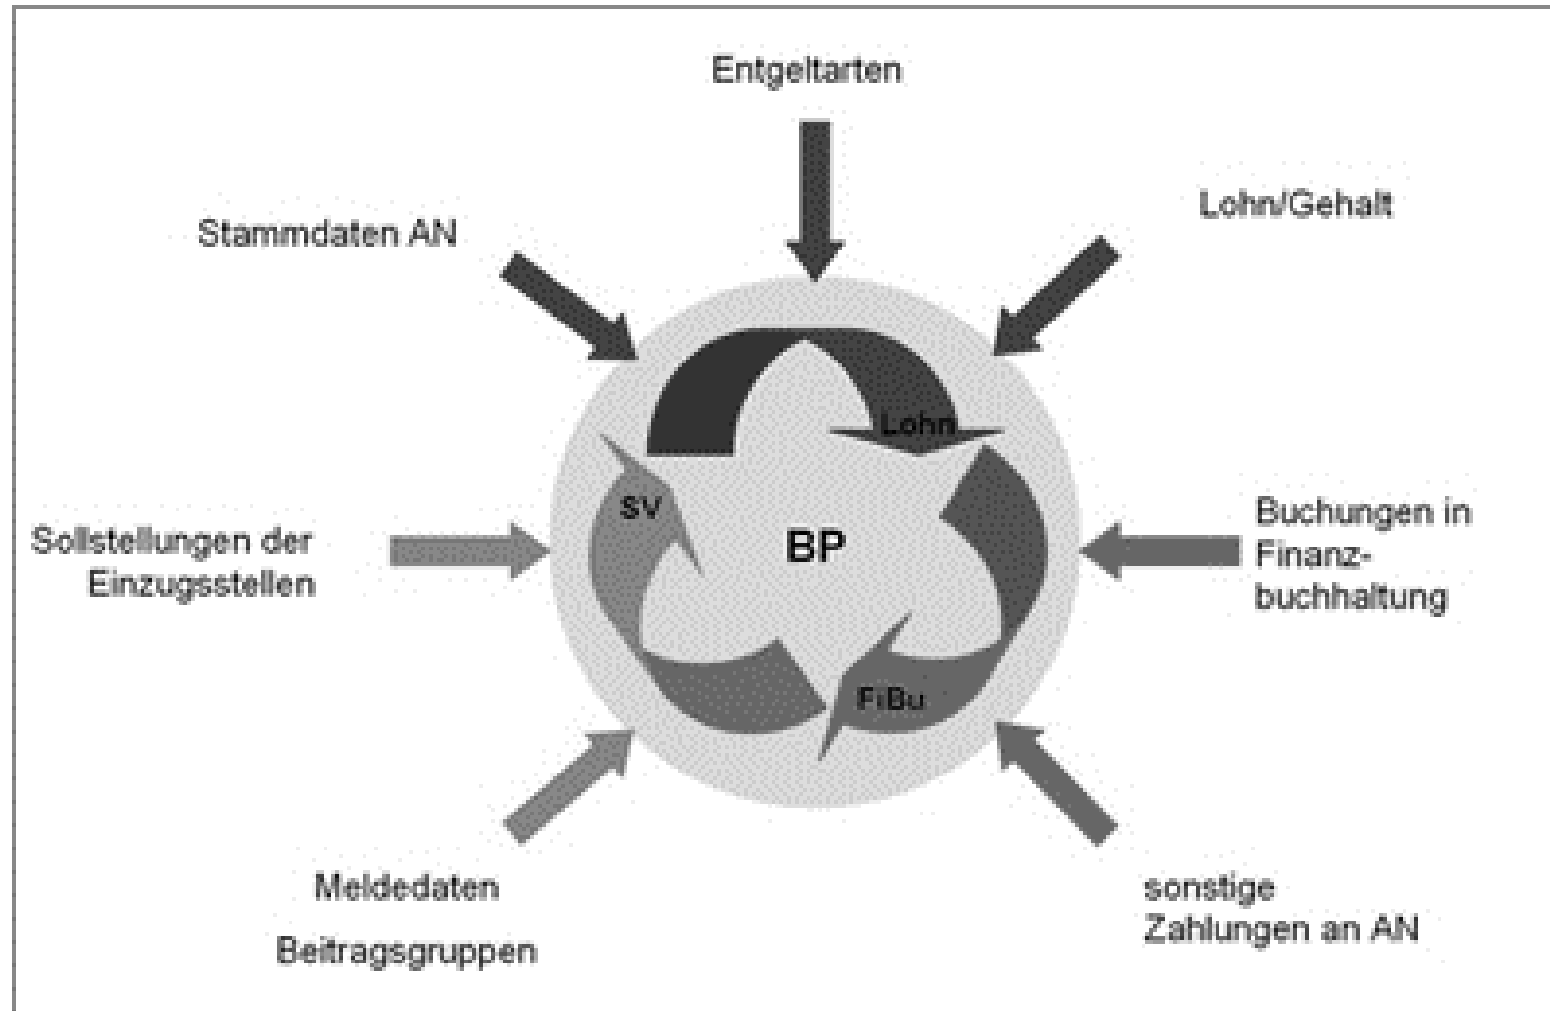 Entgeltarten
Lohn/Gehalt
Stammdaten AN
Lohn
SV
BP
Sollstellungen der
Einzugsstellen
Buchungen in
Finanz-
buchhaltung
FiBu
Meldedaten
Beitragsgruppen
sonstige
Zahlungen an AN